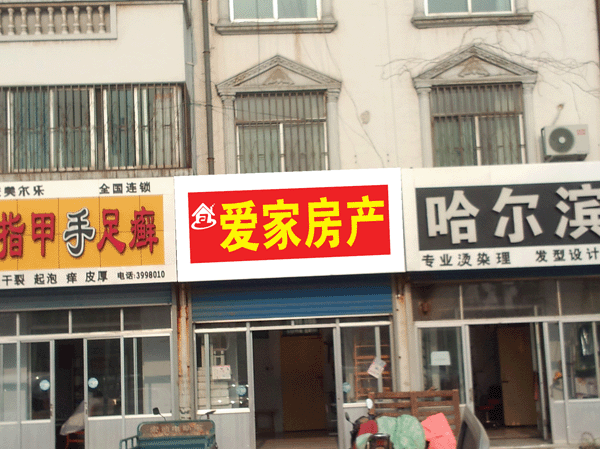 美尔乐 全国连锁
指甲手足癣
干裂 起泡 痒 皮厚 电话:3998010
爱家房产
哈尔滨
专业烫染理 发型设计